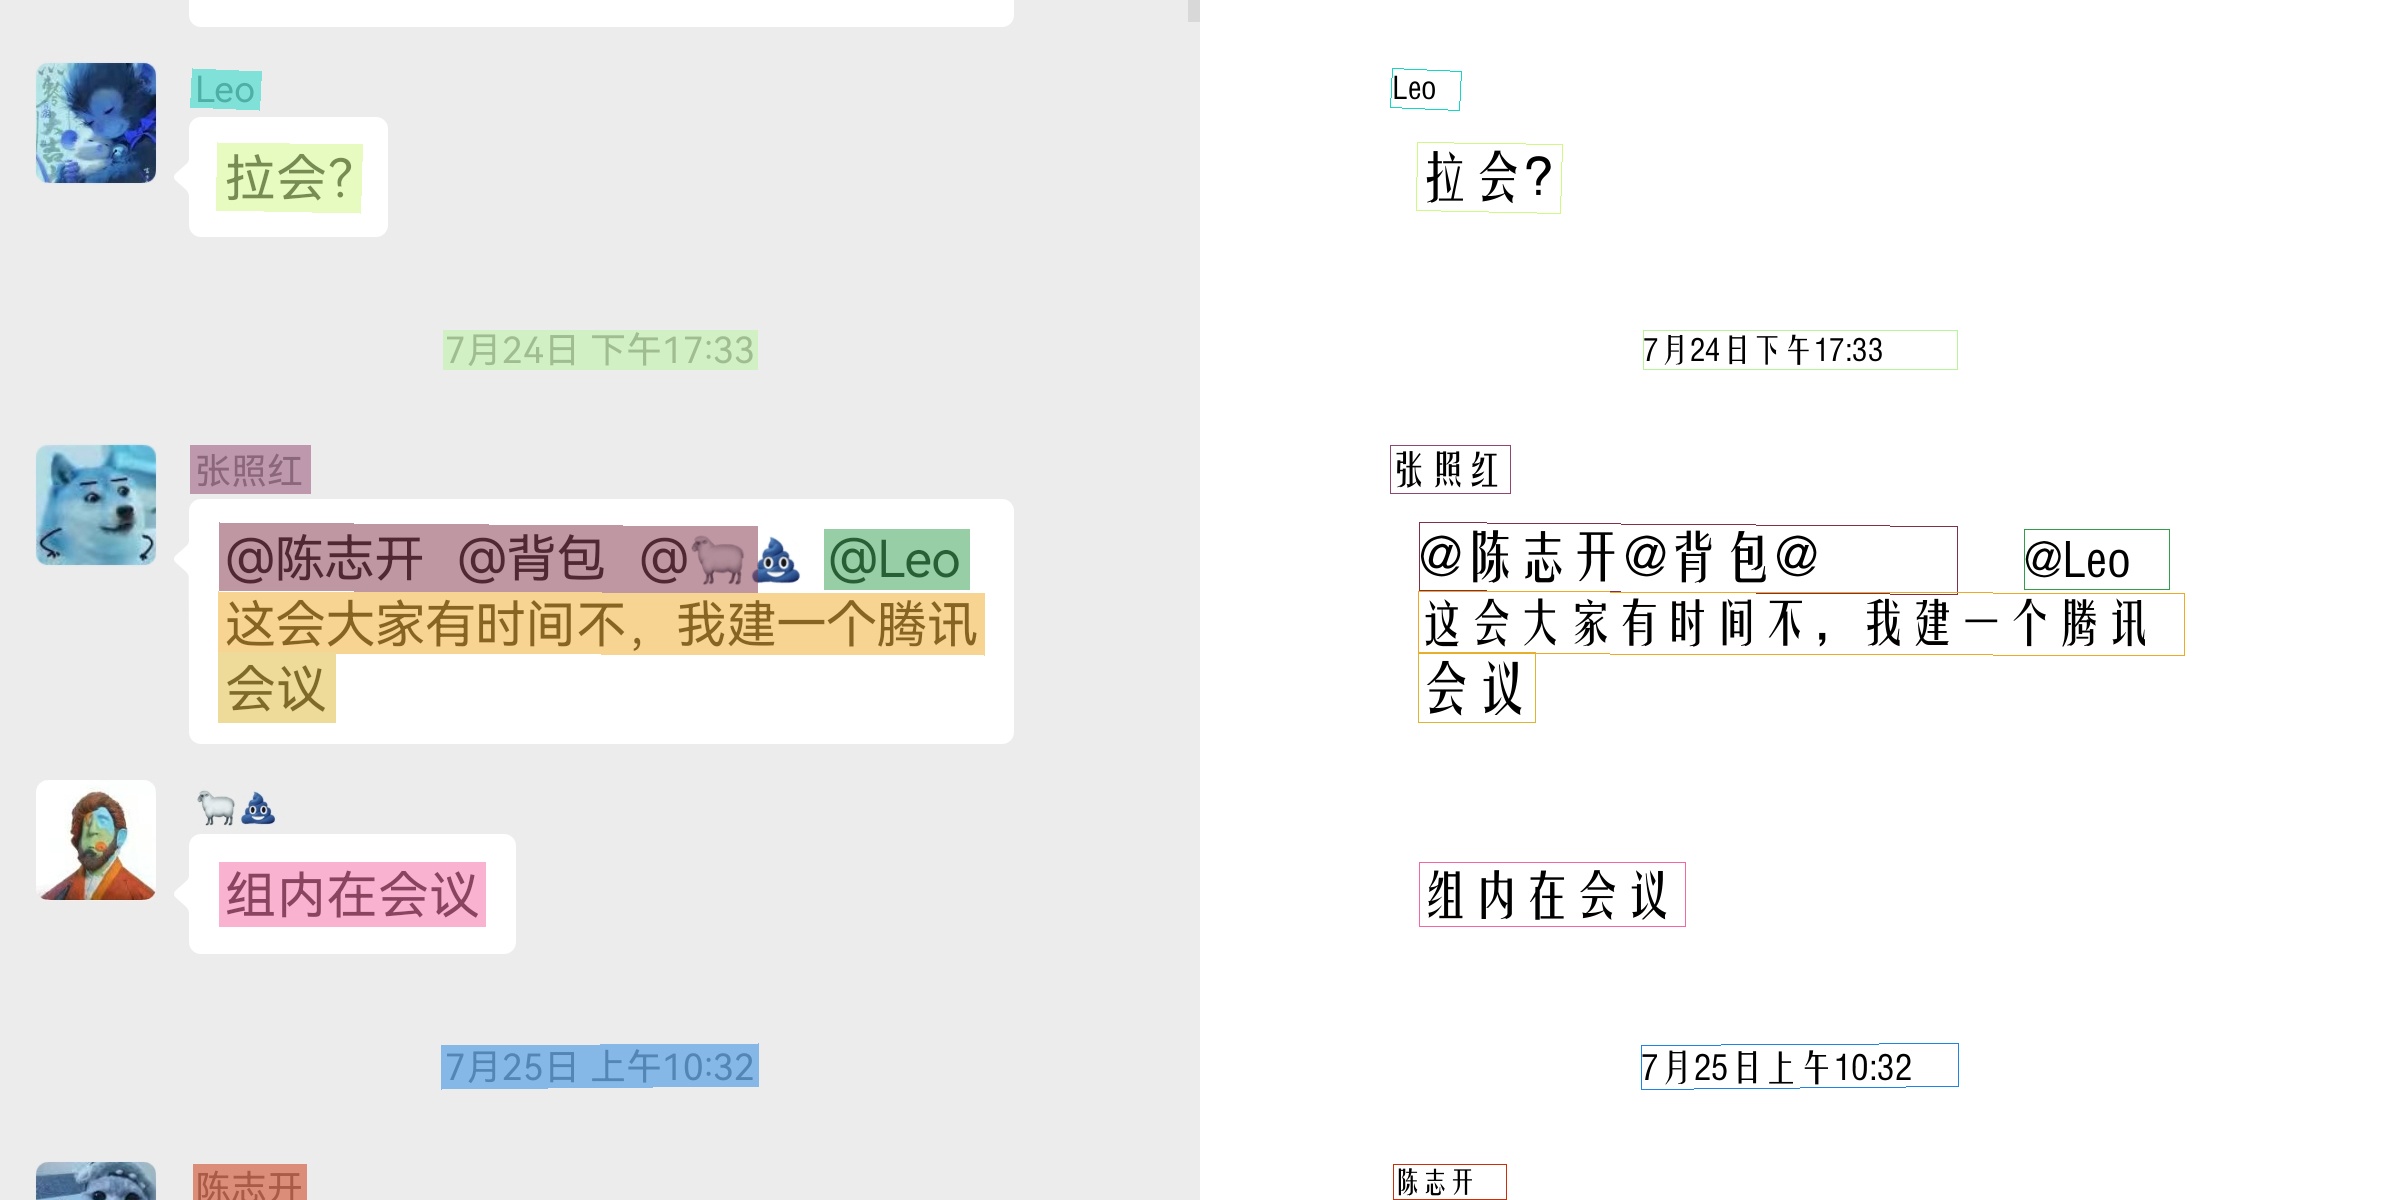 Leo
拉会?
7月24日 下午17:33
张照红
@陈志开 @背包 @🐑💩 @Leo
这会大家有时间不，我建一个腾讯
会议
🐑💩
组内在会议
7月25日 上午10:32
陈志开
Leo
拉会?
7月24日下午17:33
张照红
@陈志开@背包@ @Leo
这会大家有时间不，我建一个腾讯
会议
组内在会议
7月25日上午10:32
陈志开